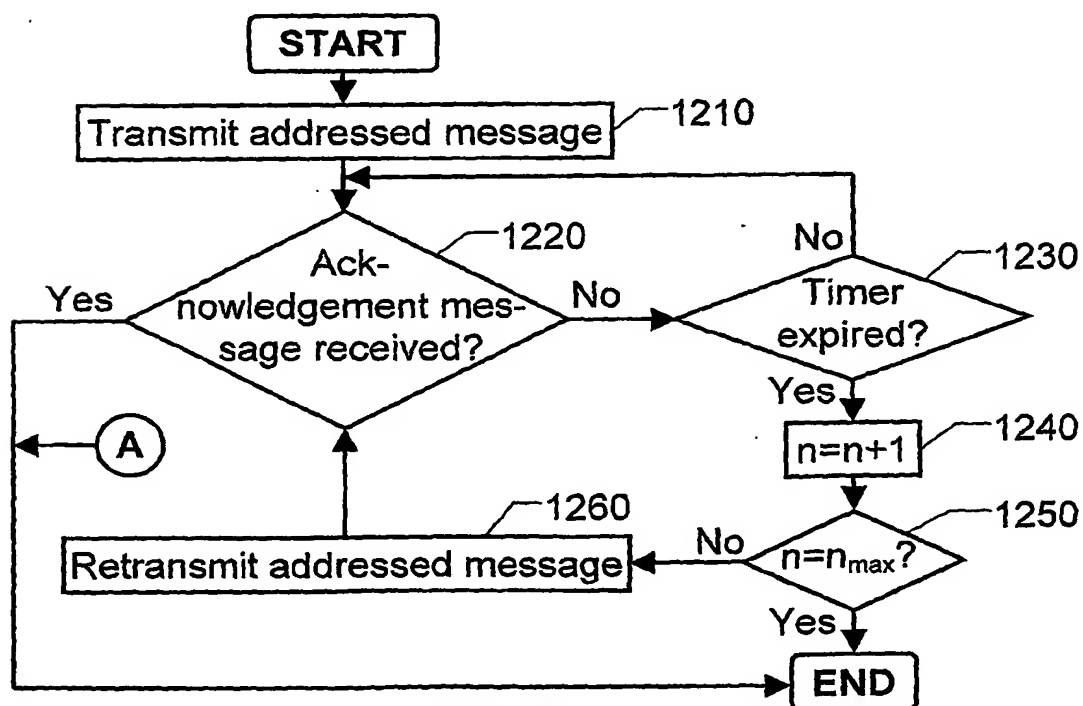 START
Transmit addressed message
1210
No
1220
1230
Ack-
nowledgement mes-
sage received?
Yes
No
Timer
expired?
Yes
A
n=n+1
1240
1260
1250
Retransmit addressed message
No
n=nmax?
Yes
END